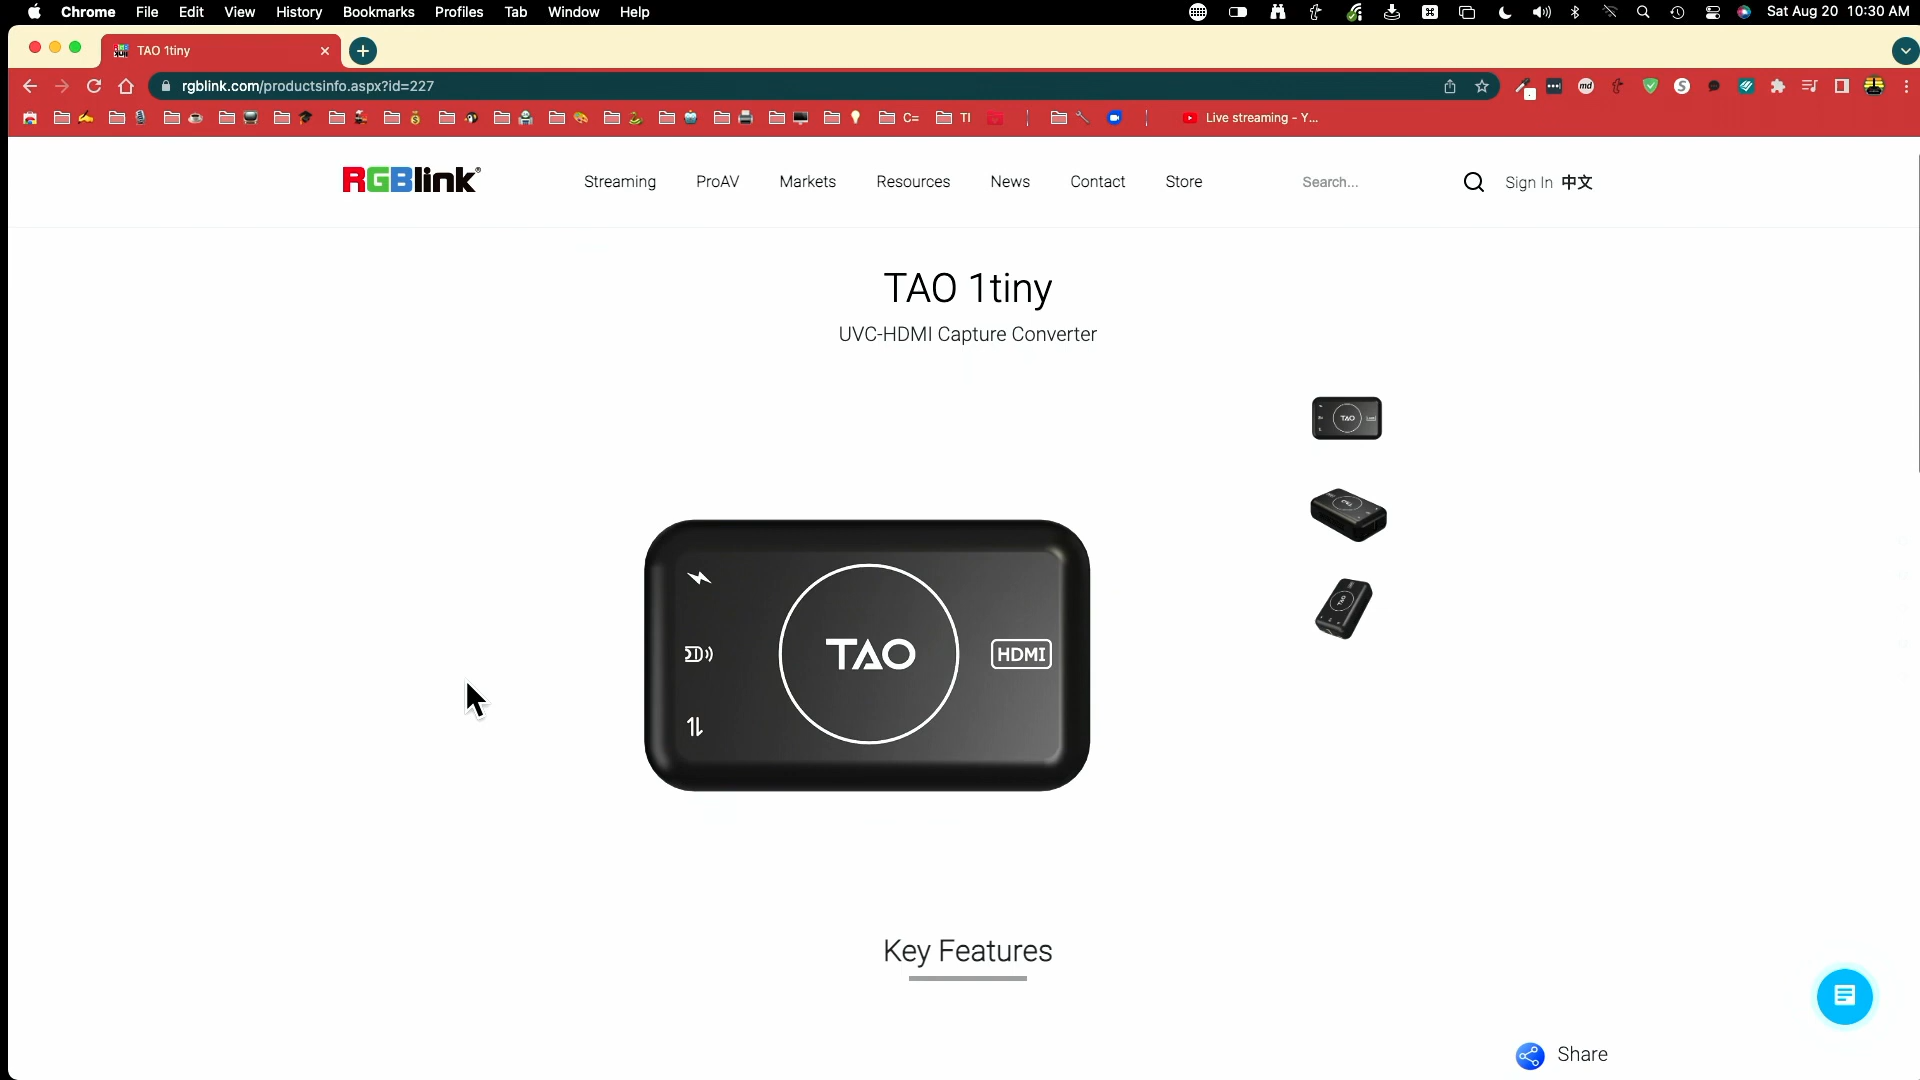 Chrome File Edit View History Bookmarks Profiles Tab Window Help Sat Aug 20 10:30 AM
TAO 1tiny
rgblink.com/productsinfo.aspx?id=227
C= TI Live streaming - Y...
RGBlink® Streaming ProAV Markets Resources News Contact Store Search... Sign In 中文
TAO 1tiny
UVC-HDMI Capture Converter
TAO
HDMI
Key Features
Share